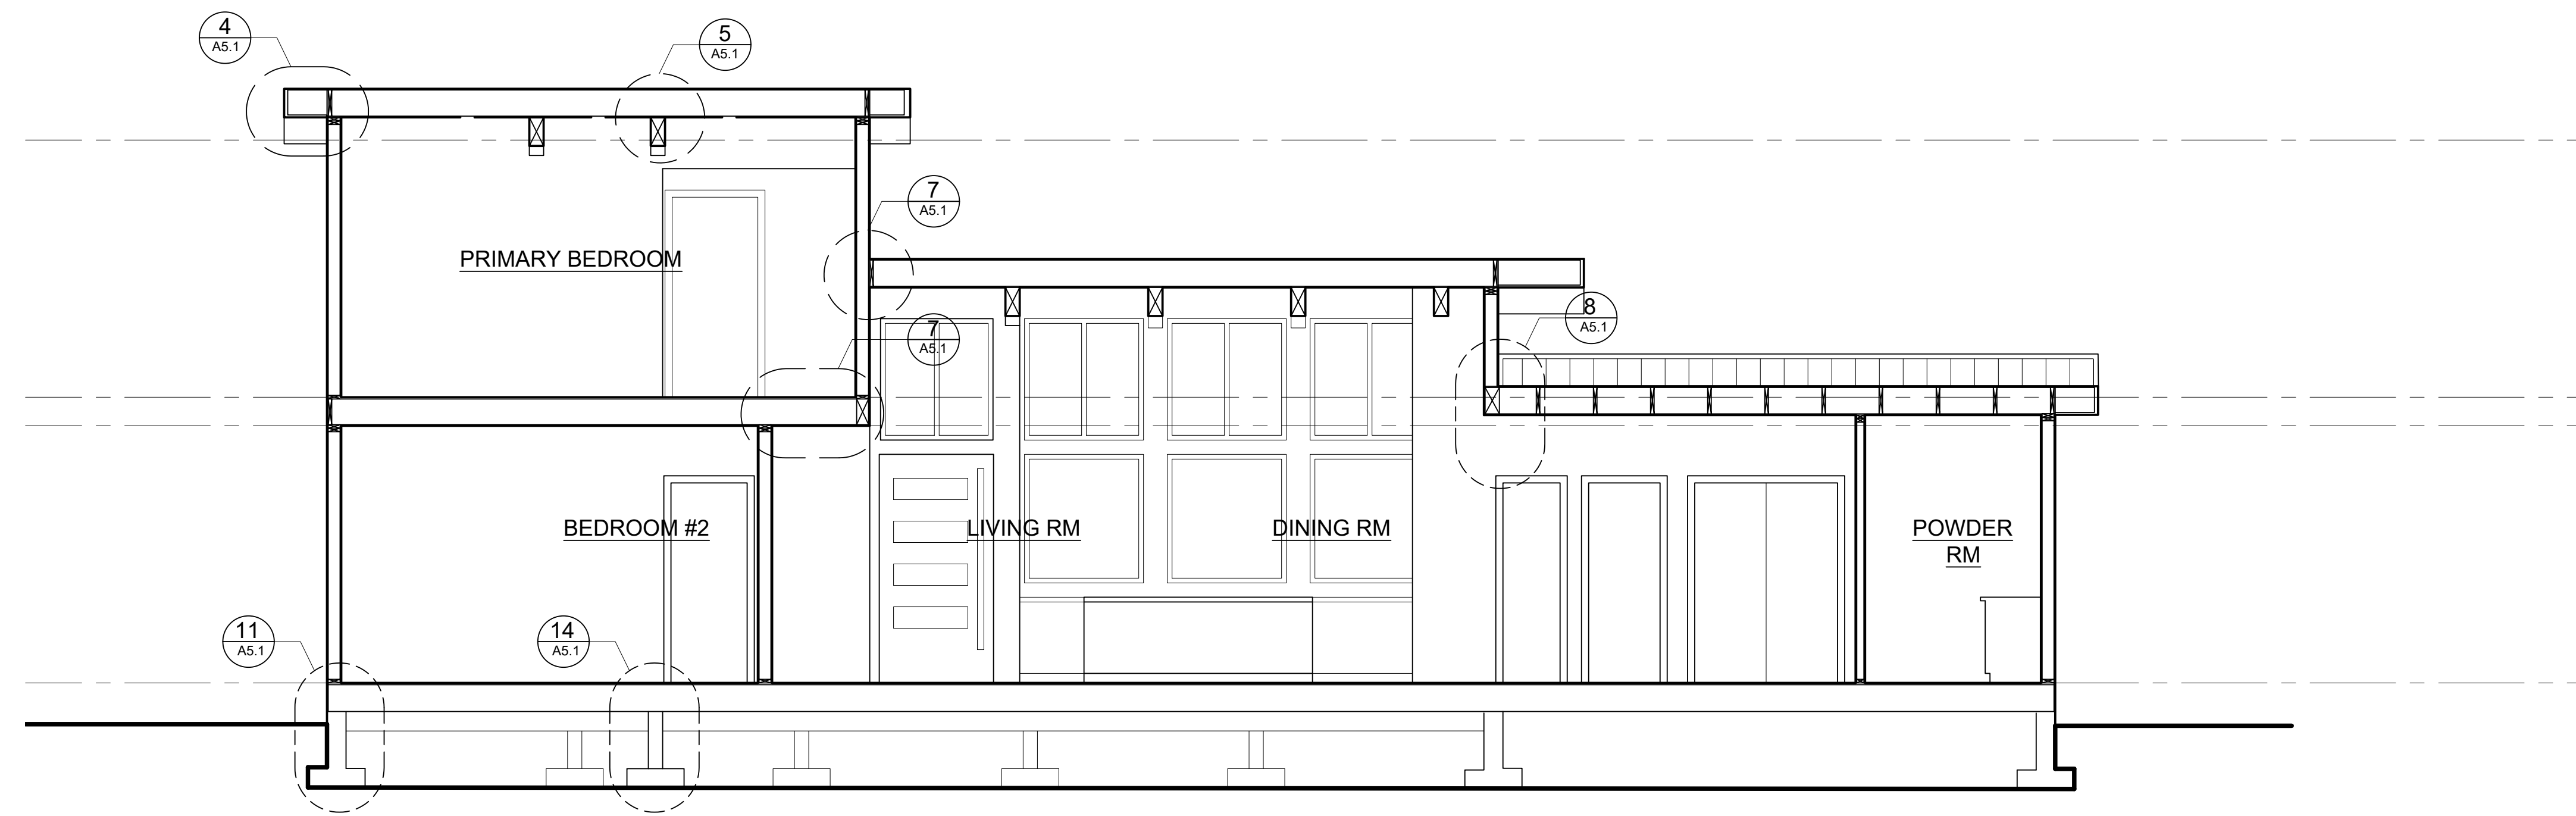 4
A5.1
5
A5.1
7
A5.1
PRIMARY BEDROOM
8
A5.1
7
A5.1
BEDROOM #2
LIVING RM
DINING RM
POWDER
RM
11
A5.1
14
A5.1